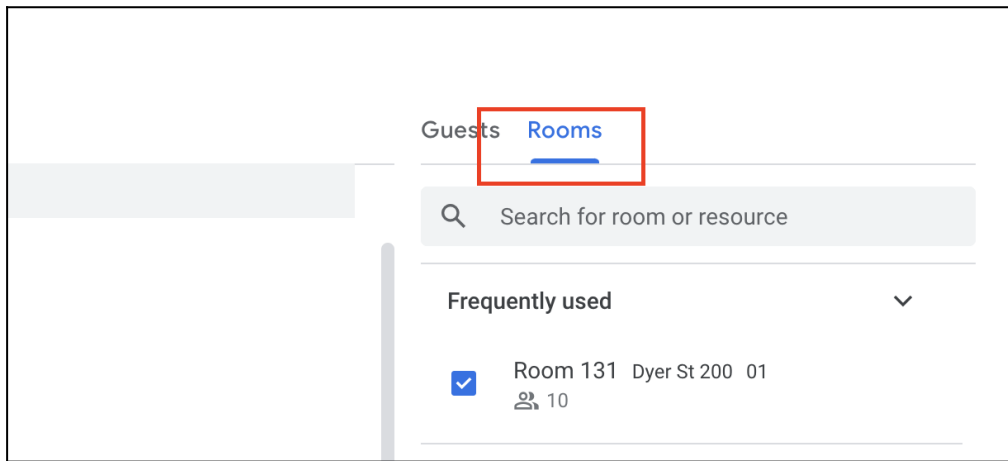 Guests Rooms
Search for room or resource
Frequently used
Room 131 Dyer St 200 01
10